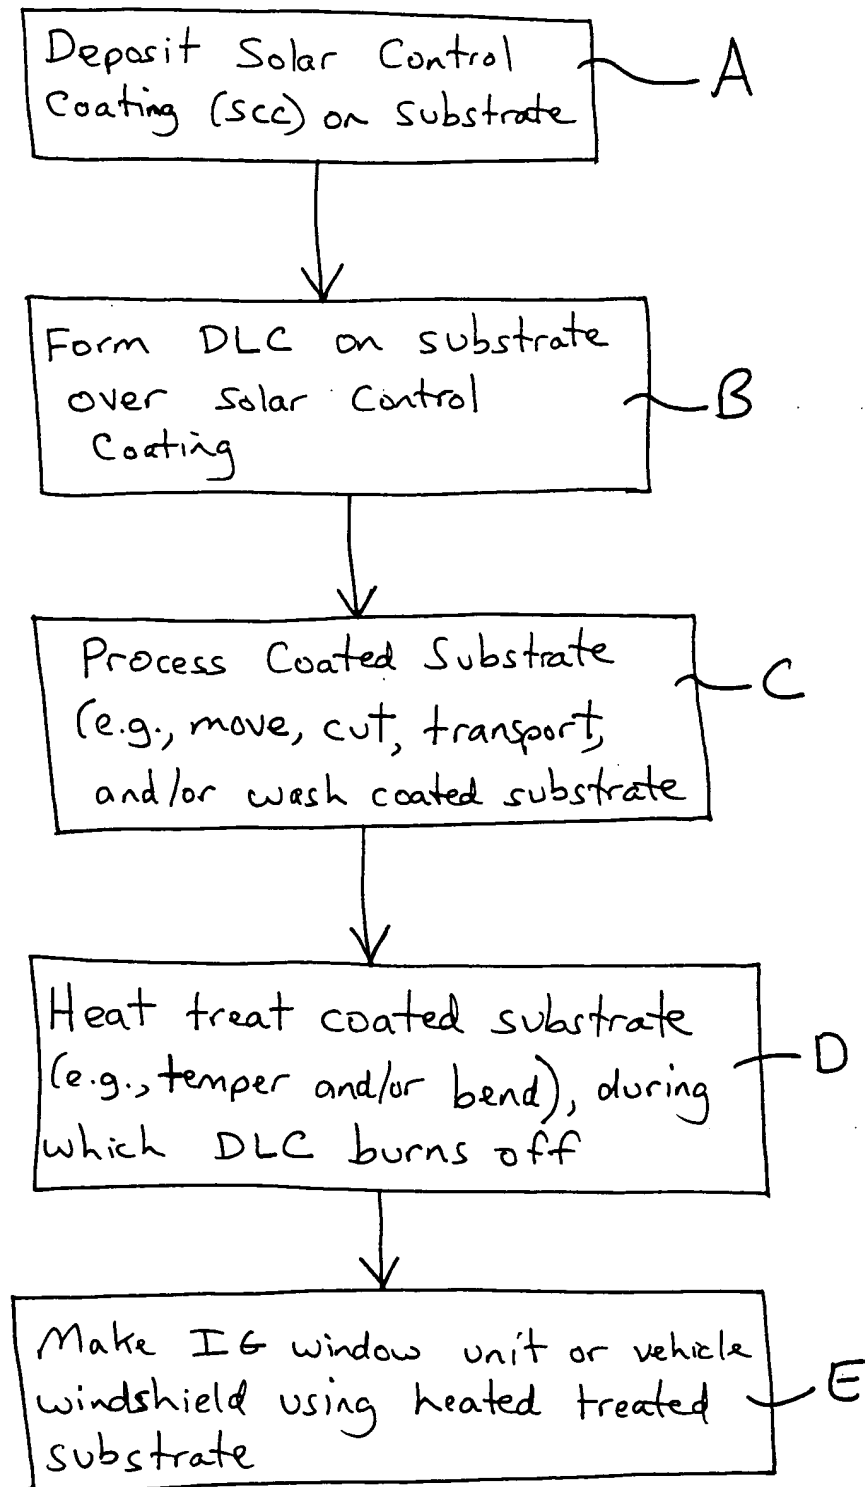 Deposit Solar Control
Coating (SCC) on substrate
A
Form DLC on substrate
over Solar Control
Coating
B
Process Coated Substrate
(e.g., move, cut, transport,
and/or wash coated substrate
C
Heat treat coated substrate
(e.g., temper and/or bend), during
which DLC burns off
D
Make IG window unit or vehicle
windshield using heated treated
substrate
E